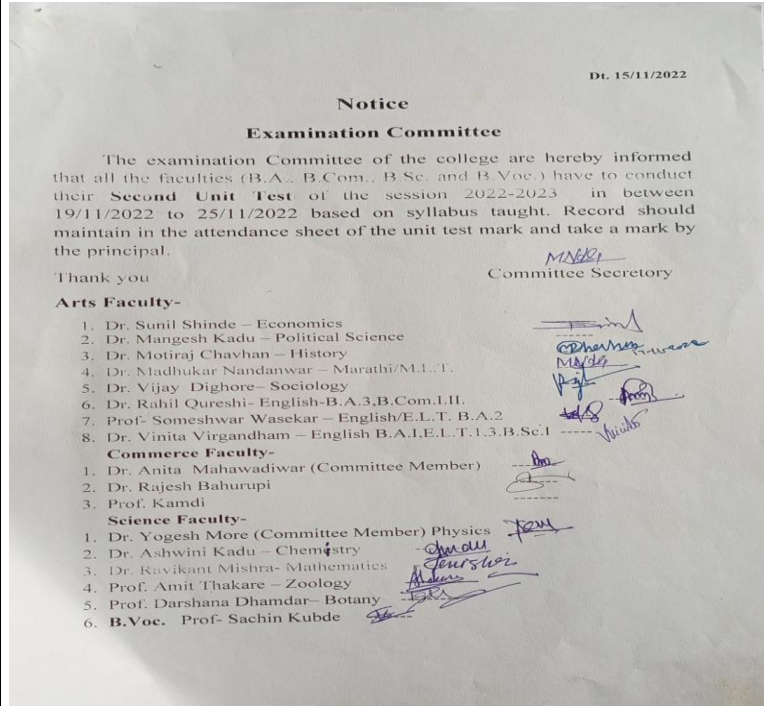 Dt. 15/11/2022
Notice
Examination Committee
The examination Committee of the college are hereby informed
that all the faculties (B.A., B.Com., B.Sc. and B.Voc.) have to conduct
their Second Unit Test of the session 2022-2023 in between
19/11/2022 to 25/11/2022 based on syllabus taught. Record should
maintain in the attendance sheet of the unit test mark and take a mark by
the principal.
Thank you
Committee Secretory
Arts Faculty-
1. Dr. Sunil Shinde – Economics
2. Dr. Mangesh Kadu – Political Science
3. Dr. Motiraj Chavhan – History
4. Dr. Madhukar Nandanwar – Marathi/M.L.T.
5. Dr. Vijay Dighore– Sociology
6. Dr. Rahil Qureshi- English-B.A.3,B.Com.I.II.
7. Prof- Someshwar Wasekar – English/E.L.T. B.A.2
8. Dr. Vinita Virgandham – English B.A.I,E.L.T.1.3.B.Sc.I -----
Commerce Faculty-
1. Dr. Anita Mahawadiwar (Committee Member)
2. Dr. Rajesh Bahurupi
3. Prof. Kamdi -------
Science Faculty-
1. Dr. Yogesh More (Committee Member) Physics
2. Dr. Ashwini Kadu – Chemistry
3. Dr. Ravikant Mishra- Mathematics
4. Prof. Amit Thakare – Zoology
5. Prof. Darshana Dhamdar– Botany
6. B.Voc. Prof- Sachin Kubde